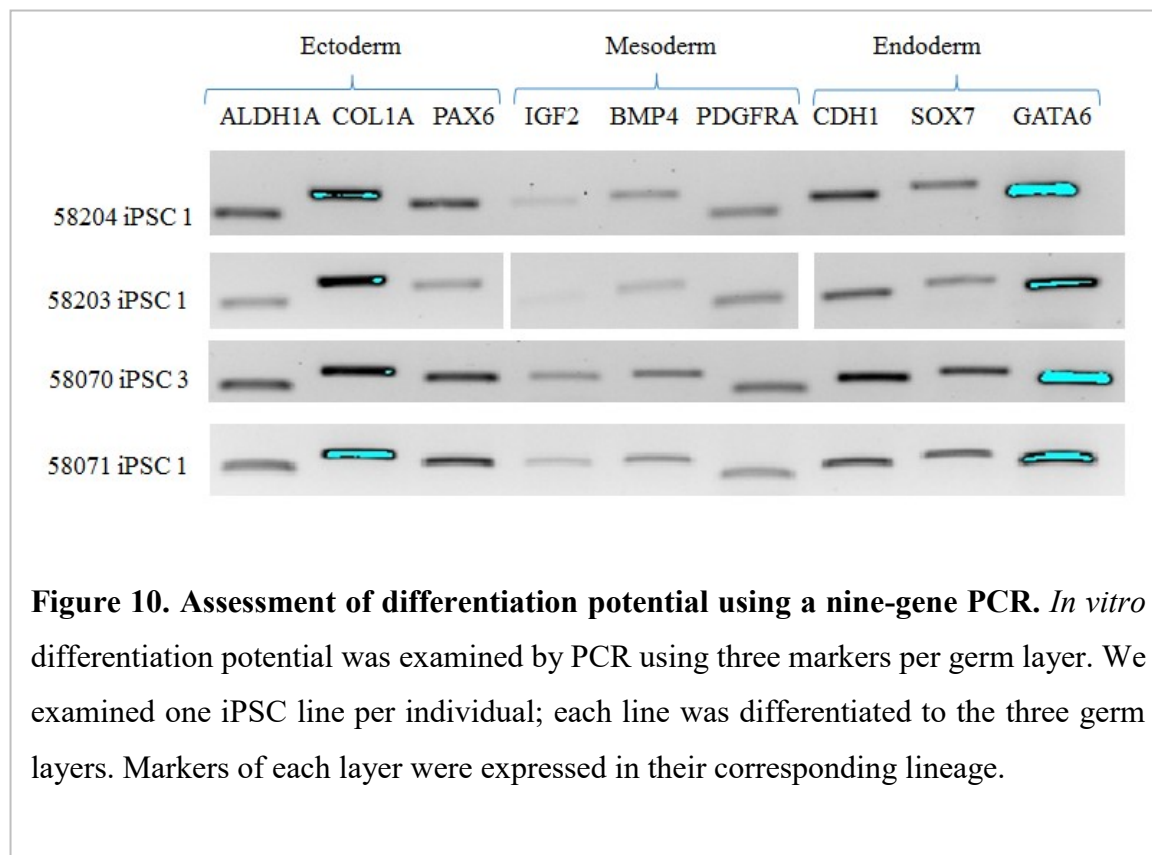 Ectoderm Mesoderm Endoderm
ALDH1A COL1A PAX6 IGF2 BMP4 PDGFRA CDH1 SOX7 GATA6
58204 iPSC 1
58203 iPSC 1
58070 iPSC 3
58071 iPSC 1
Figure 10. Assessment of differentiation potential using a nine-gene PCR. In vitro
differentiation potential was examined by PCR using three markers per germ layer. We
examined one iPSC line per individual; each line was differentiated to the three germ
layers. Markers of each layer were expressed in their corresponding lineage.